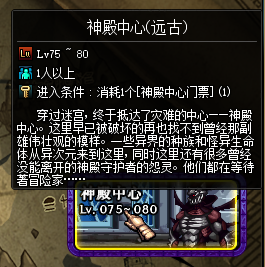 神殿中心(远古)
Lv75 ~ 80
1人以上
进入条件：消耗1个[神殿中心门票] (1)
穿过迷宫，终于抵达了灾难的中心——神殿
中心。这里早已被破坏的再也找不到曾经那副
雄伟壮观的模样。一些异界的种族和怪异生命
体从异次元来到这里，同时这里还有很多曾经
没能离开的神殿守护者的怨灵。他们都在等待
着冒险家……
神殿中心
Lv.075~080